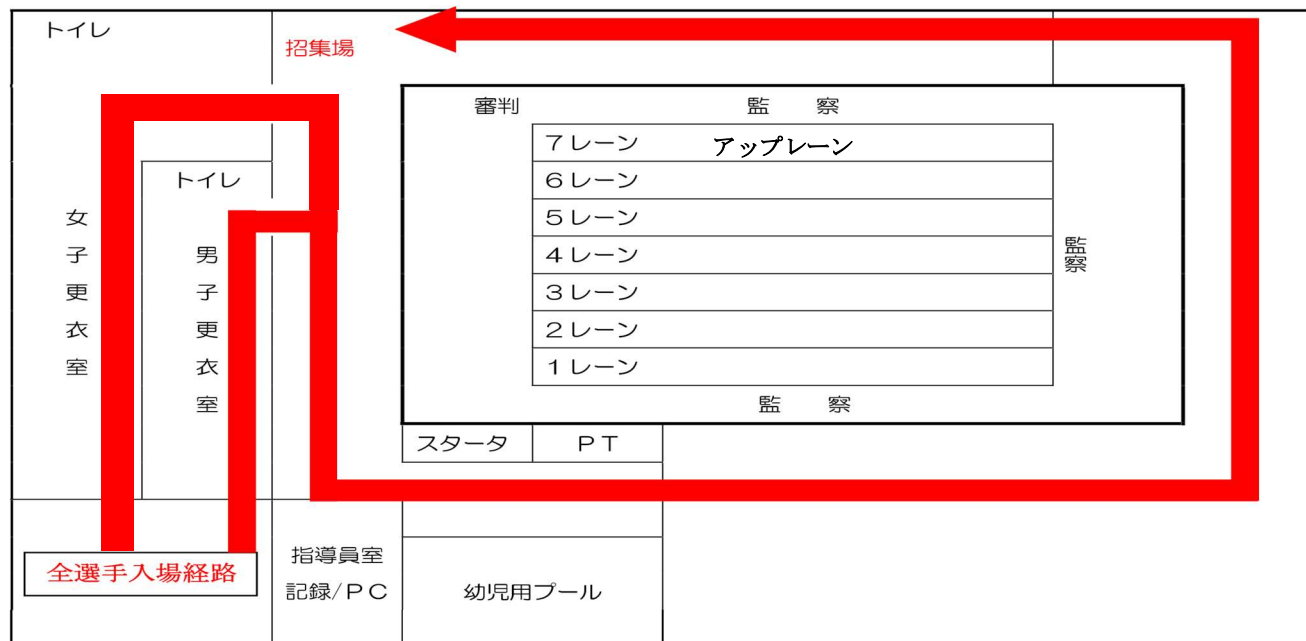 トイレ
招集場
審判 監 察
7レーン アップレーン
トイレ
6レーン
5レーン
4レーン
3レーン
2レーン
1レーン
女子更衣室
男子更衣室
監察
監 察
スタータ PT
全選手入場経路
指導員室
記録/PC
幼児用プール